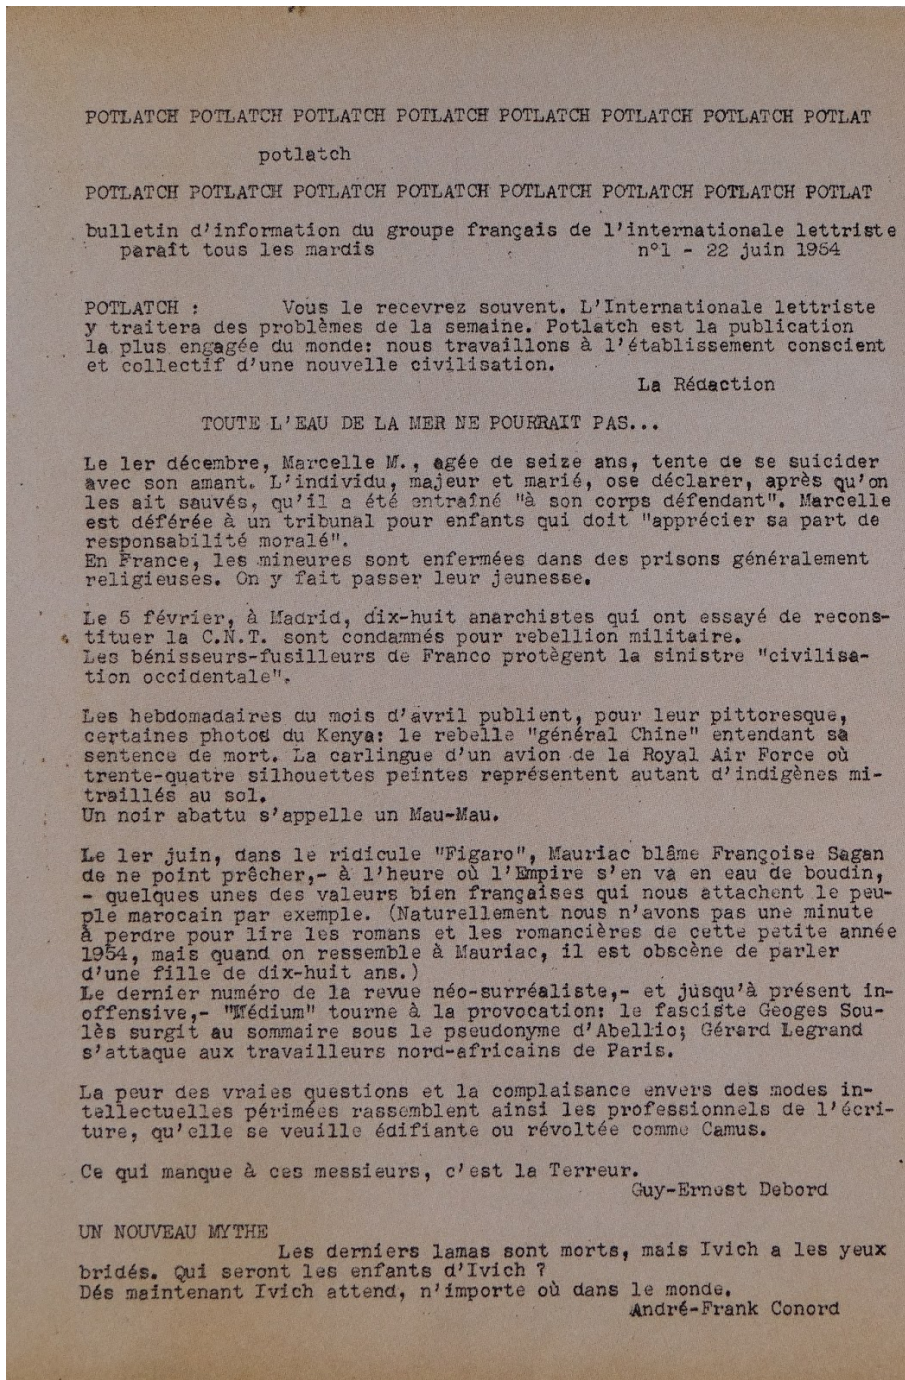 POTLATCH POTLATCH POTLATCH POTLATCH POTLATCH POTLATCH POTLATCH POTLAT
potlatch
POTLATCH POTLATCH POTLATCH POTLATCH POTLATCH POTLATCH POTLATCH POTLAT
bulletin d'information du groupe français de l'internationale lettriste
paraît tous les mardis n°1 - 22 juin 1954
POTLATCH : Vous le recevrez souvent. L'Internationale lettriste
y traitera des problèmes de la semaine. Potlatch est la publication
la plus engagée du monde: nous travaillons à l'établissement conscient
et collectif d'une nouvelle civilisation.
La Rédaction
TOUTE L'EAU DE LA MER NE POURRAIT PAS...
Le 1er décembre, Marcelle M., agée de seize ans, tente de se suicider
avec son amant. L'individu, majeur et marié, ose déclarer, après qu'on
les ait sauvés, qu'il a été entraîné "à son corps défendant". Marcelle
est déférée à un tribunal pour enfants qui doit "apprécier sa part de
responsabilité moralé".
En France, les mineures sont enfermées dans des prisons généralement
religieuses. On y fait passer leur jeunesse.
Le 5 février, à Madrid, dix-huit anarchistes qui ont essayé de recons-
tituer la C.N.T. sont condamnés pour rebellion militaire.
Les bénisseurs-fusilleurs de Franco protègent la sinistre "civilisa-
tion occidentale".
Les hebdomadaires du mois d'avril publient, pour leur pittoresque,
certaines photos du Kenya: le rebelle "général Chine" entendant sa
sentence de mort. La carlingue d'un avion de la Royal Air Force où
trente-quatre silhouettes peintes représentent autant d'indigènes mi-
traillés au sol.
Un noir abattu s'appelle un Mau-Mau.
Le 1er juin, dans le ridicule "Figaro", Mauriac blâme Françoise Sagan
de ne point prêcher,- à l'heure où l'Empire s'en va en eau de boudin,
- quelques unes des valeurs bien françaises qui nous attachent le peu-
ple marocain par exemple. (Naturellement nous n'avons pas une minute
à perdre pour lire les romans et les romancières de cette petite année
1954, mais quand on ressemble à Mauriac, il est obscène de parler
d'une fille de dix-huit ans.)
Le dernier numéro de la revue néo-surréaliste,- et jusqu'à présent in-
offensive,- "Médium" tourne à la provocation: le fasciste Geoges Sou-
lès surgit au sommaire sous le pseudonyme d'Abellio; Gérard Legrand
s'attaque aux travailleurs nord-africains de Paris.
La peur des vraies questions et la complaisance envers des modes in-
tellectuelles périmées rassemblent ainsi les professionnels de l'écri-
ture, qu'elle se veuille édifiante ou révoltée comme Camus.
Ce qui manque à ces messieurs, c'est la Terreur.
Guy-Ernest Debord
UN NOUVEAU MYTHE
Les derniers lamas sont morts, mais Ivich a les yeux
bridés. Qui seront les enfants d'Ivich ?
Dés maintenant Ivich attend, n'importe où dans le monde.
André-Frank Conord